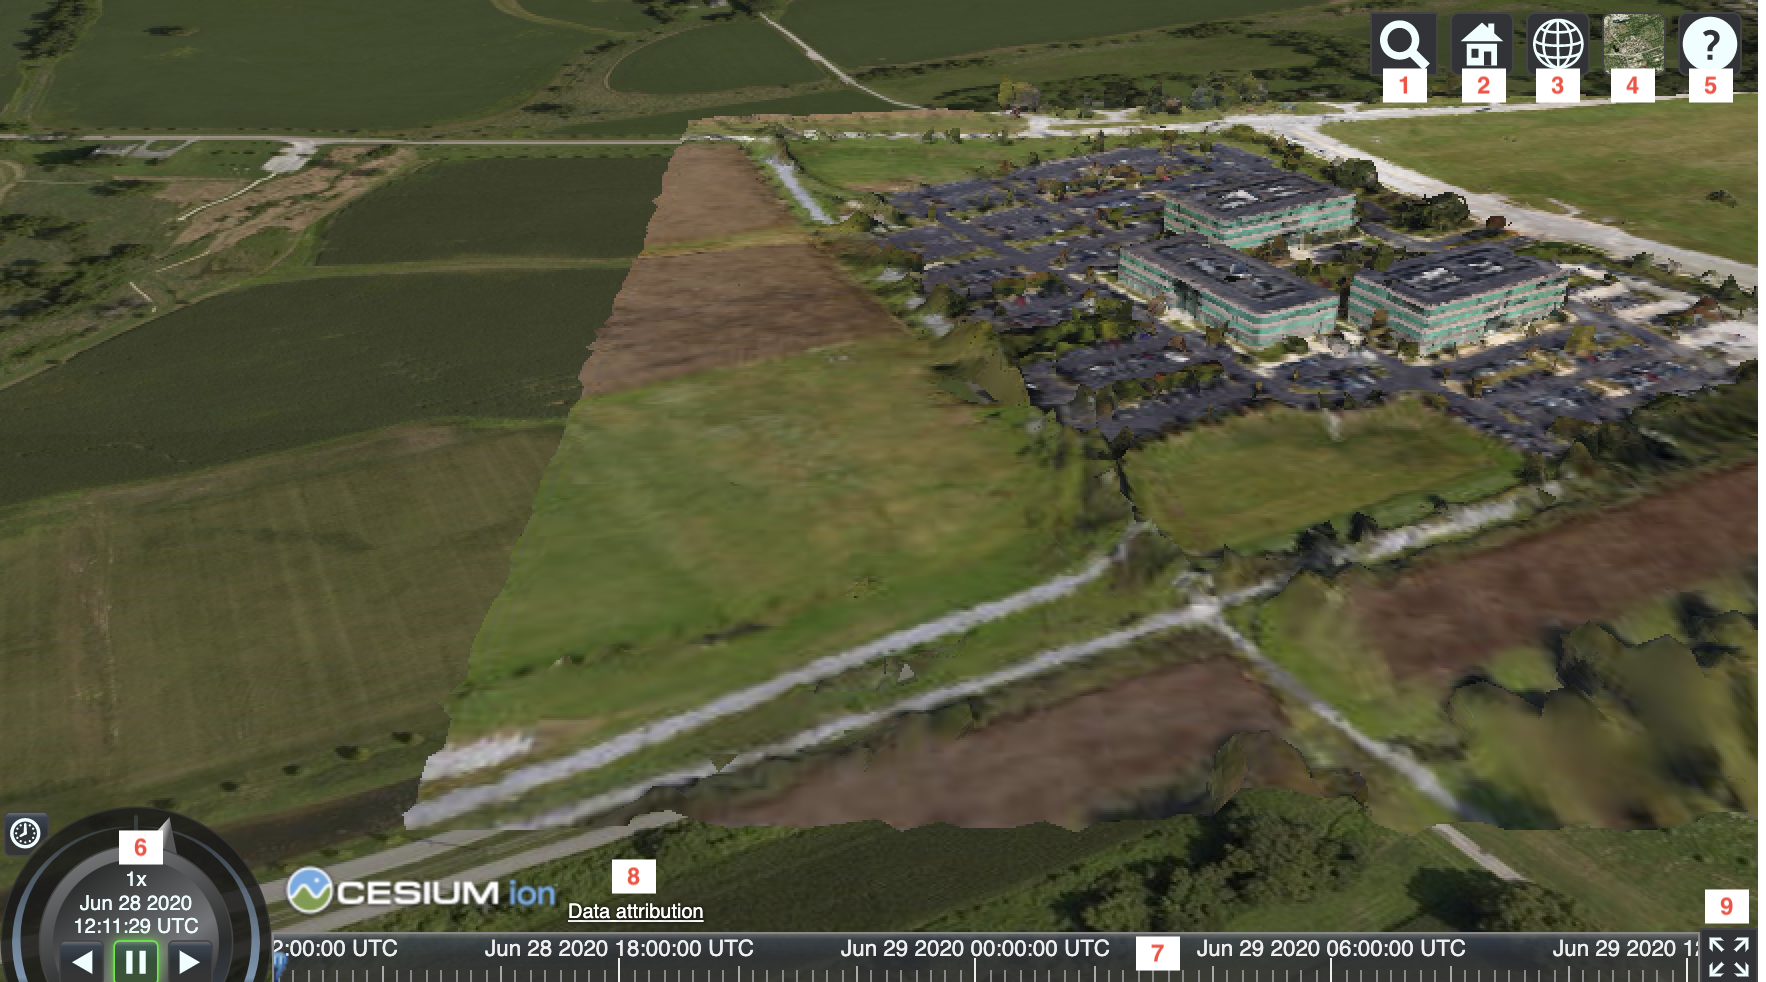 ?
1
2
3
4
5
6
1x
Jun 28 2020
12:11:29 UTC
CESIUM ion
8
Data attribution
9
2:00:00 UTC
Jun 28 2020 18:00:00 UTC
Jun 29 2020 00:00:00 UTC
7
Jun 29 2020 06:00:00 UTC
Jun 29 2020 1